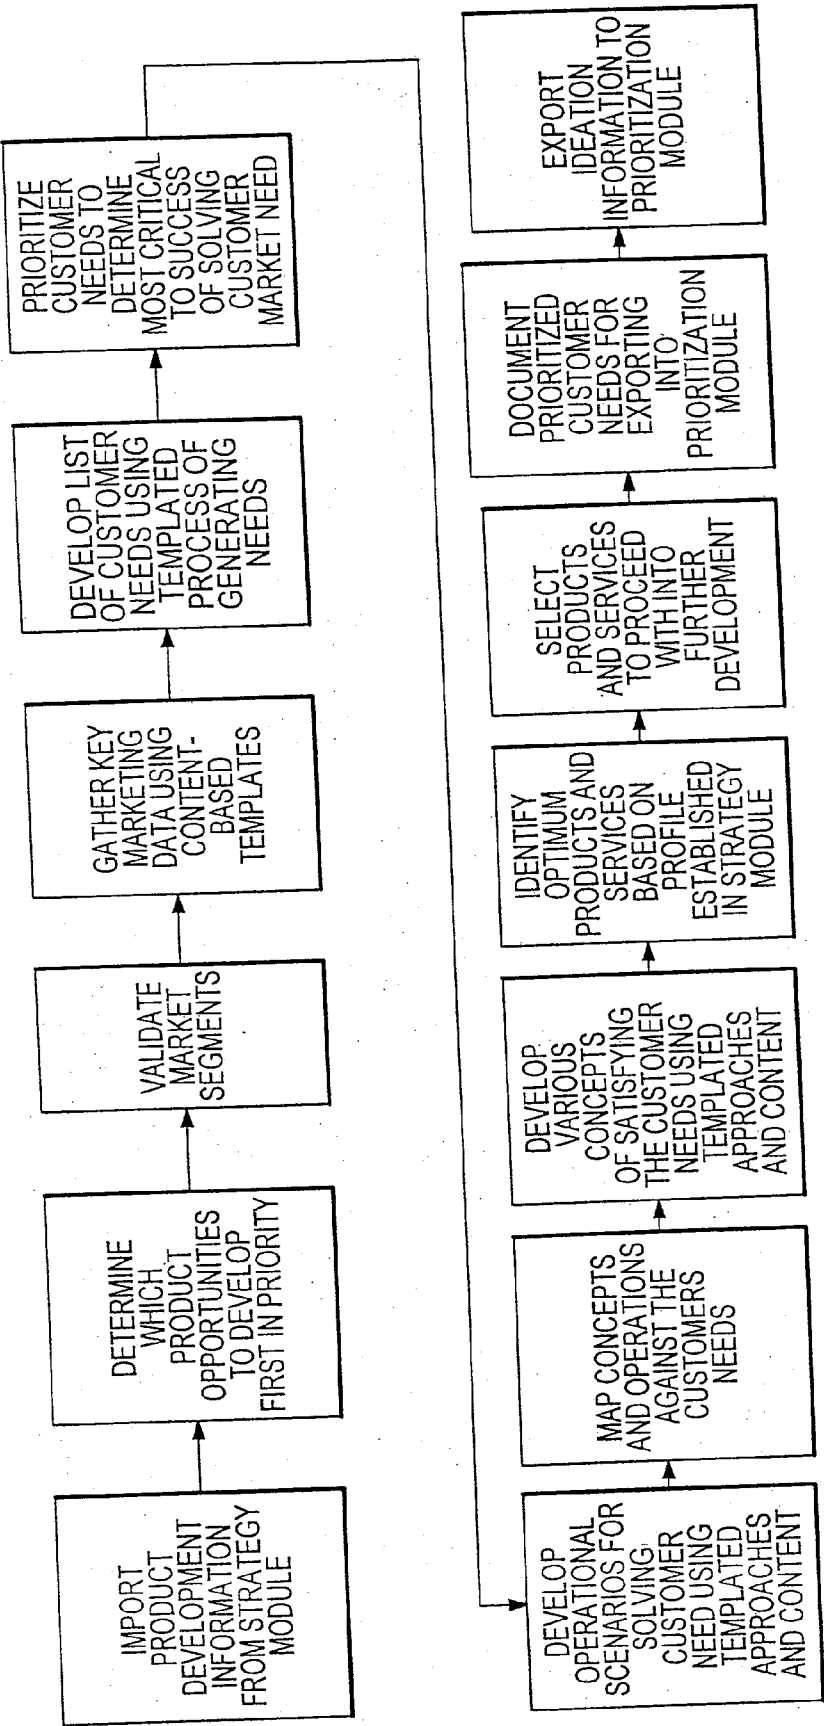 IMPORT
PRODUCT
DEVELOPMENT
INFORMATION
FROM STRATEGY
MODULE
DETERMINE
WHICH
PRODUCT
OPPORTUNITIES
TO DEVELOP
FIRST IN PRIORITY
VALIDATE
MARKET
SEGMENTS
GATHER KEY
MARKETING
DATA USING
CONTENT-
BASED
TEMPLATES
DEVELOP LIST
OF CUSTOMER
NEEDS USING
TEMPLATED
PROCESS OF
GENERATING
NEEDS
PRIORITIZE
CUSTOMER
NEEDS TO
DETERMINE
MOST CRITICAL
TO SUCCESS
OF SOLVING
CUSTOMER
MARKET NEED
DEVELOP
OPERATIONAL
SCENARIOS FOR
SOLVING
CUSTOMER
NEED USING
TEMPLATED
APPROACHES
AND CONTENT
MAP CONCEPTS
AND OPERATIONS
AGAINST THE
CUSTOMERS
NEEDS
DEVELOP
VARIOUS
CONCEPTS
OF SATISFYING
THE CUSTOMER
NEEDS USING
TEMPLATED
APPROACHES
AND CONTENT
IDENTIFY
OPTIMUM
PRODUCTS AND
SERVICES
BASED ON
PROFILE
ESTABLISHED
IN STRATEGY
MODULE
SELECT
PRODUCTS
AND SERVICES
TO PROCEED
WITH INTO
FURTHER
DEVELOPMENT
DOCUMENT
PRIORITIZED
CUSTOMER
NEEDS FOR
EXPORTING
INTO
PRIORITIZATION
MODULE
EXPORT
IDEATION
INFORMATION TO
PRIORITIZATION
MODULE